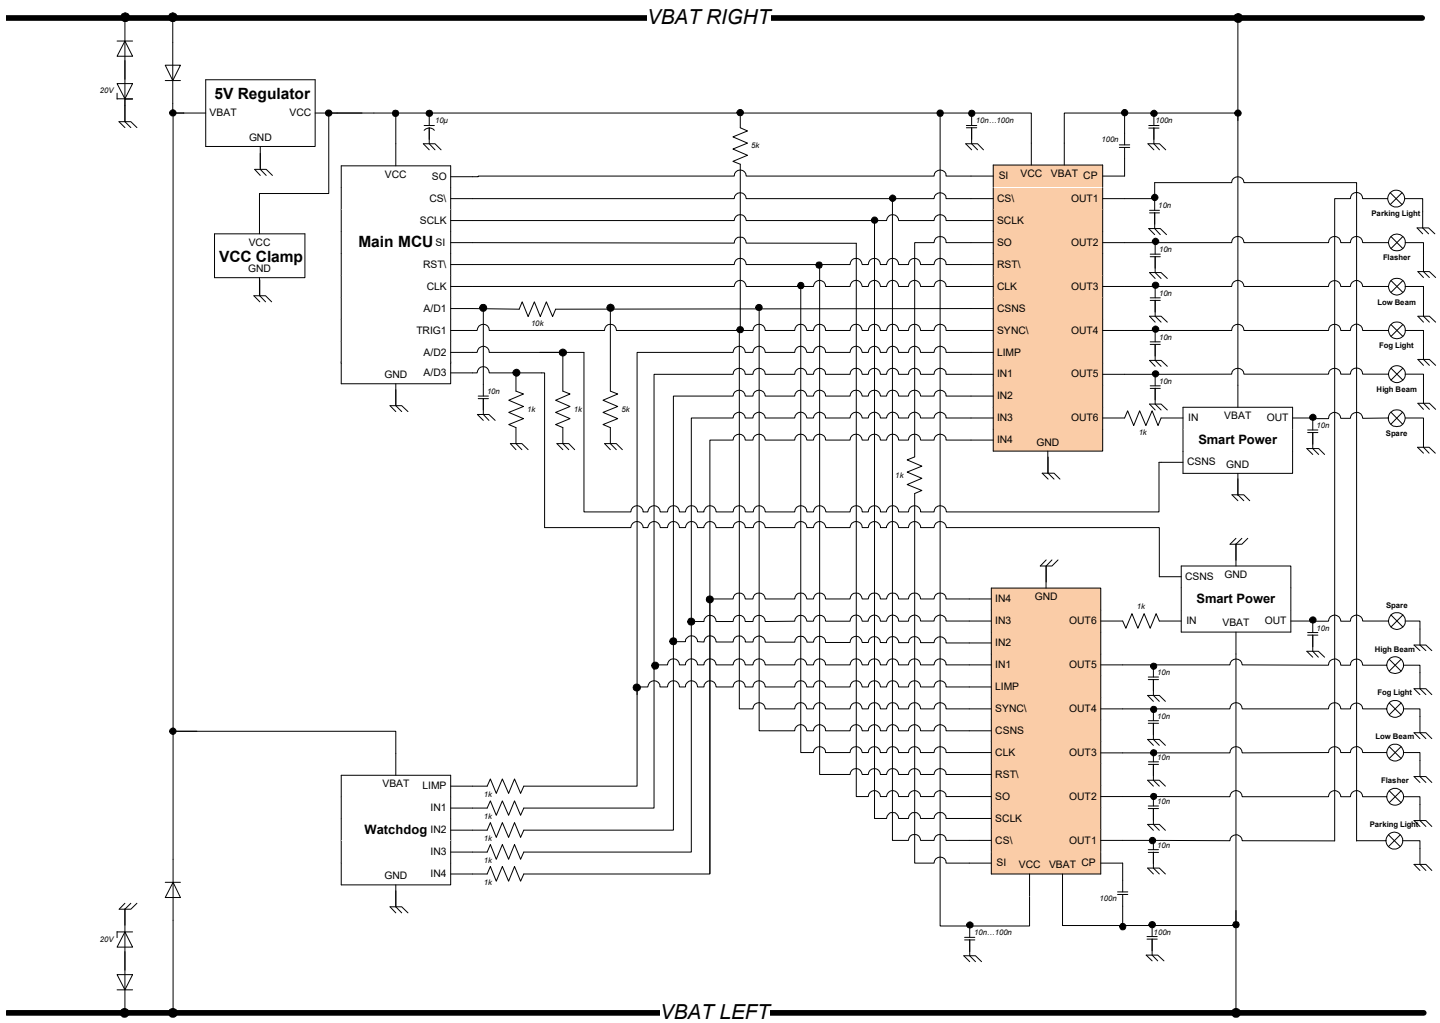 VBAT RIGHT
20V
5V Regulator
VBAT
VCC
GND
10µ
5k
10n...100n
100n
100n
VCC
SO
CS\
SCLK
Main MCU
SI
RST\
CLK
A/D1
TRIG1
A/D2
A/D3
GND
VCC
VCC Clamp
GND
10k
10n
1k
1k
5k
SI
VCC
VBAT
CP
CS\
SCLK
SO
RST\
CLK
CSNS
SYNC\
LIMP
IN1
IN2
IN3
IN4
GND
OUT1
OUT2
OUT3
OUT4
OUT5
OUT6
10n
10n
10n
10n
10n
1k
Parking Light
Flasher
Low Beam
Fog Light
High Beam
Spare
IN
VBAT
OUT
Smart Power
CSNS
GND
10n
1k
CSNS
GND
Smart Power
IN
VBAT
OUT
10n
GND
IN4
IN3
IN2
IN1
LIMP
SYNC\
CSNS
CLK
RST\
SO
SCLK
CS\
SI
VCC
VBAT
CP
OUT6
OUT5
OUT4
OUT3
OUT2
OUT1
1k
10n
10n
10n
10n
10n
Spare
High Beam
Fog Light
Low Beam
Flasher
Parking Light
VBAT
LIMP
IN1
Watchdog
IN2
IN3
IN4
GND
1k
1k
1k
1k
1k
100n
10n...100n
100n
20V
VBAT LEFT